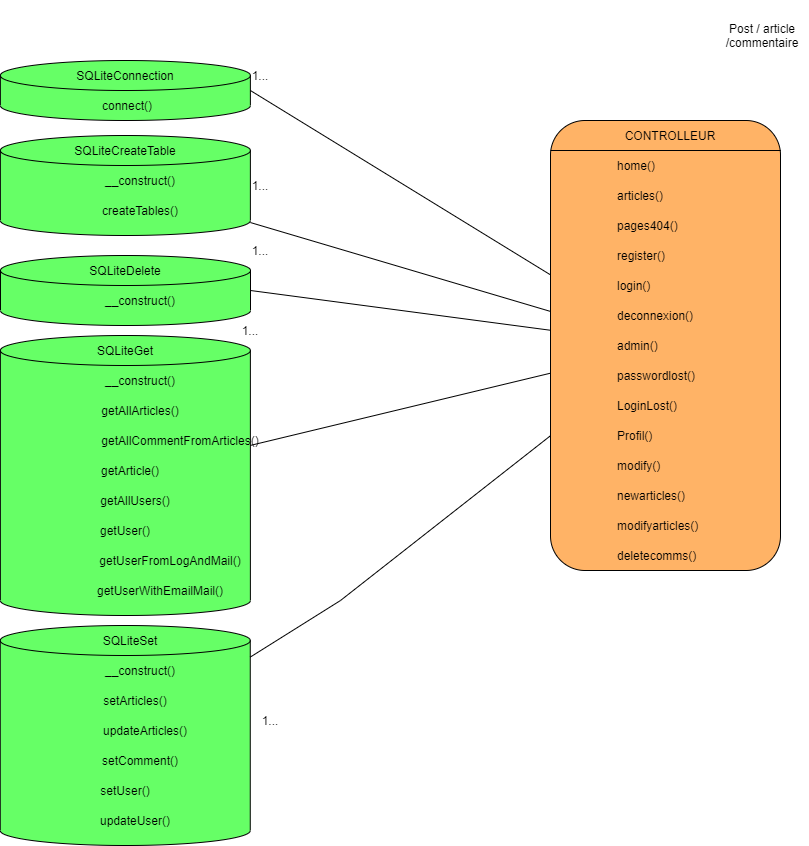 Post / article
/commentaire
SQLiteConnection
1...
connect()
SQLiteCreateTable
__construct()
1...
createTables()
1...
SQLiteDelete
__construct()
1...
SQLiteGet
__construct()
getAllArticles()
getAllCommentFromArticles()
getArticle()
getAllUsers()
getUser()
getUserFromLogAndMail()
getUserWithEmailMail()
SQLiteSet
__construct()
setArticles()
1...
updateArticles()
setComment()
setUser()
updateUser()
CONTROLLEUR
home()
articles()
pages404()
register()
login()
deconnexion()
admin()
passwordlost()
LoginLost()
Profil()
modify()
newarticles()
modifyarticles()
deletecomms()